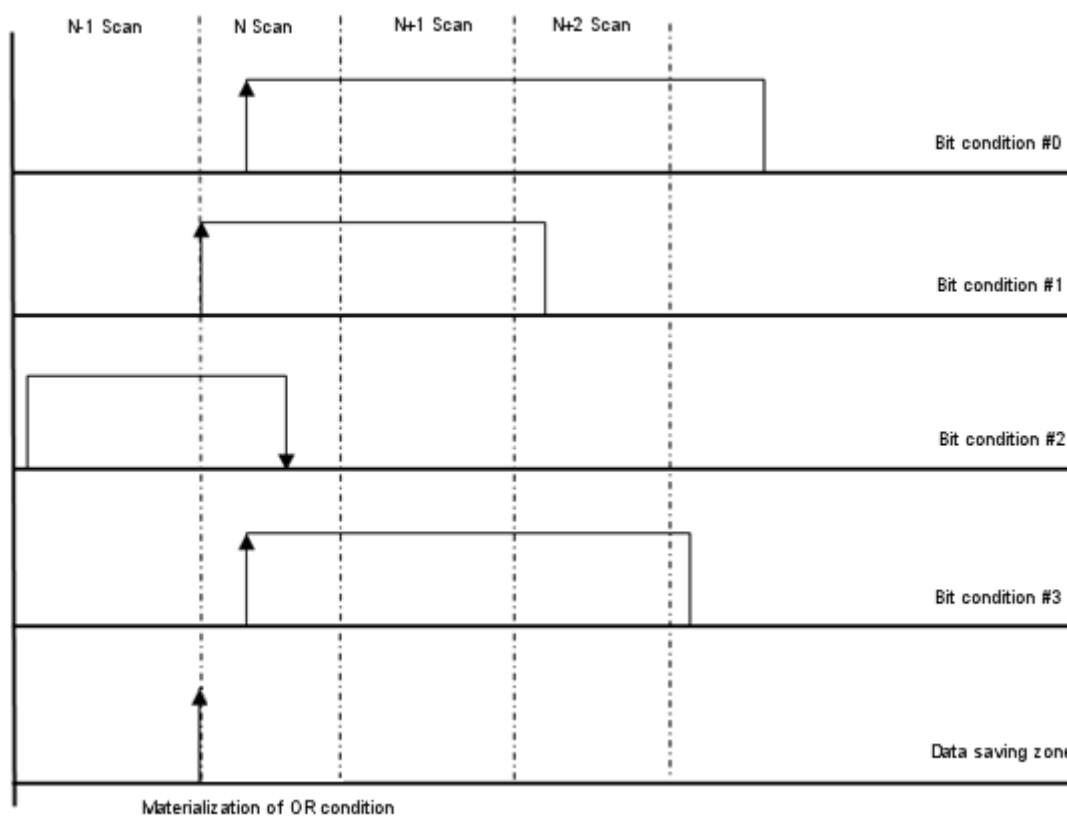 N-1 Scan N Scan N+1 Scan N+2 Scan
Bit condition #0
Bit condition #1
Bit condition #2
Bit condition #3
Data saving zone
Materialization of OR condition